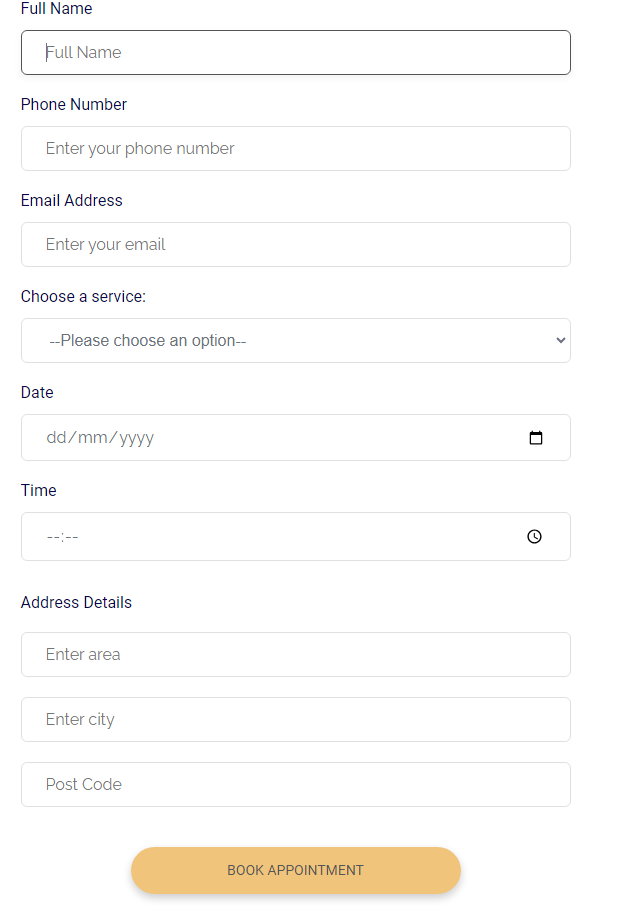 Full Name
Full Name
Phone Number
Enter your phone number
Email Address
Enter your email
Choose a service:
--Please choose an option--
Date
dd/mm/yyyy
Time
--:--
Address Details
Enter area
Enter city
Post Code
BOOK APPOINTMENT